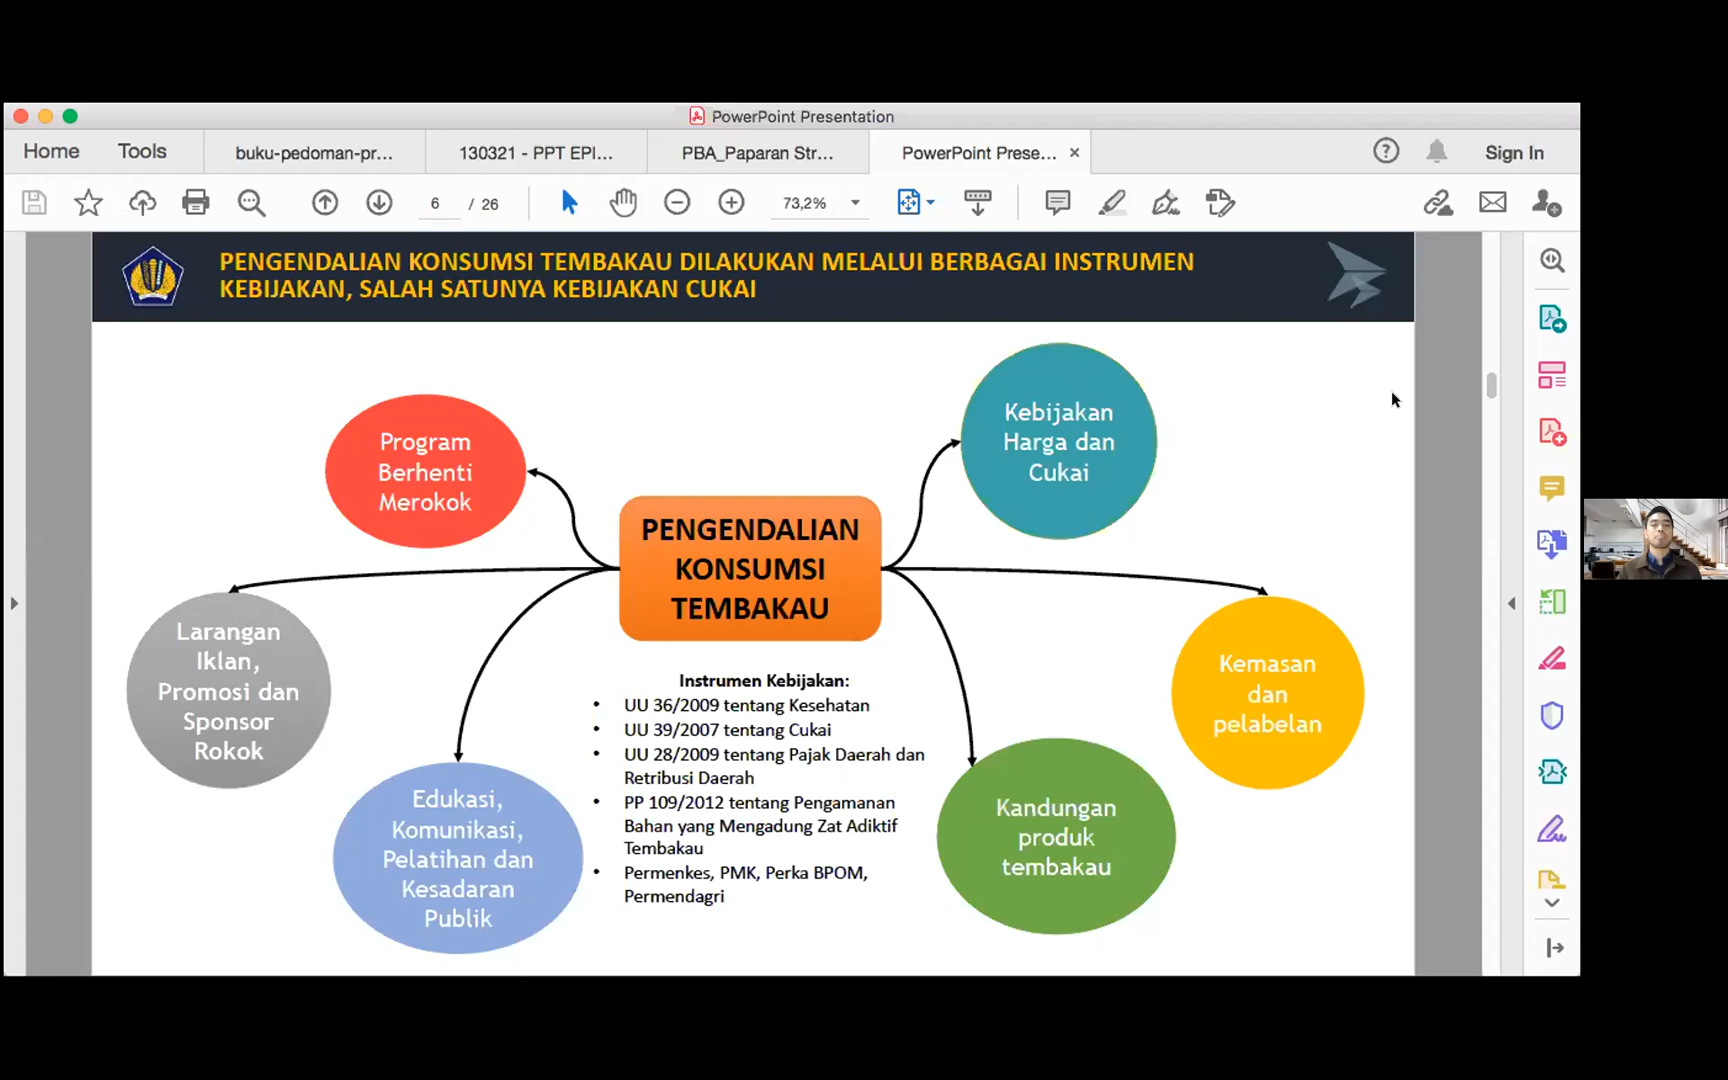 PowerPoint Presentation
Home
Tools
buku-pedoman-pr...
130321 - PPT EPI...
PBA_Paparan Str...
PowerPoint Prese...
Sign In
6 / 26
73,2%
PENGENDALIAN KONSUMSI TEMBAKAU DILAKUKAN MELALUI BERBAGAI INSTRUMEN
KEBIJAKAN, SALAH SATUNYA KEBIJAKAN CUKAI
Program
Berhenti
Merokok
Kebijakan
Harga dan
Cukai
PENGENDALIAN
KONSUMSI
TEMBAKAU
Larangan
Iklan,
Promosi dan
Sponsor
Rokok
Kemasan
dan
pelabelan
Edukasi,
Komunikasi,
Pelatihan dan
Kesadaran
Publik
Instrumen Kebijakan:
• UU 36/2009 tentang Kesehatan
• UU 39/2007 tentang Cukai
• UU 28/2009 tentang Pajak Daerah dan
Retribusi Daerah
• PP 109/2012 tentang Pengamanan
Bahan yang Mengadung Zat Adiktif
Tembakau
• Permenkes, PMK, Perka BPOM,
Permendagri
Kandungan
produk
tembakau